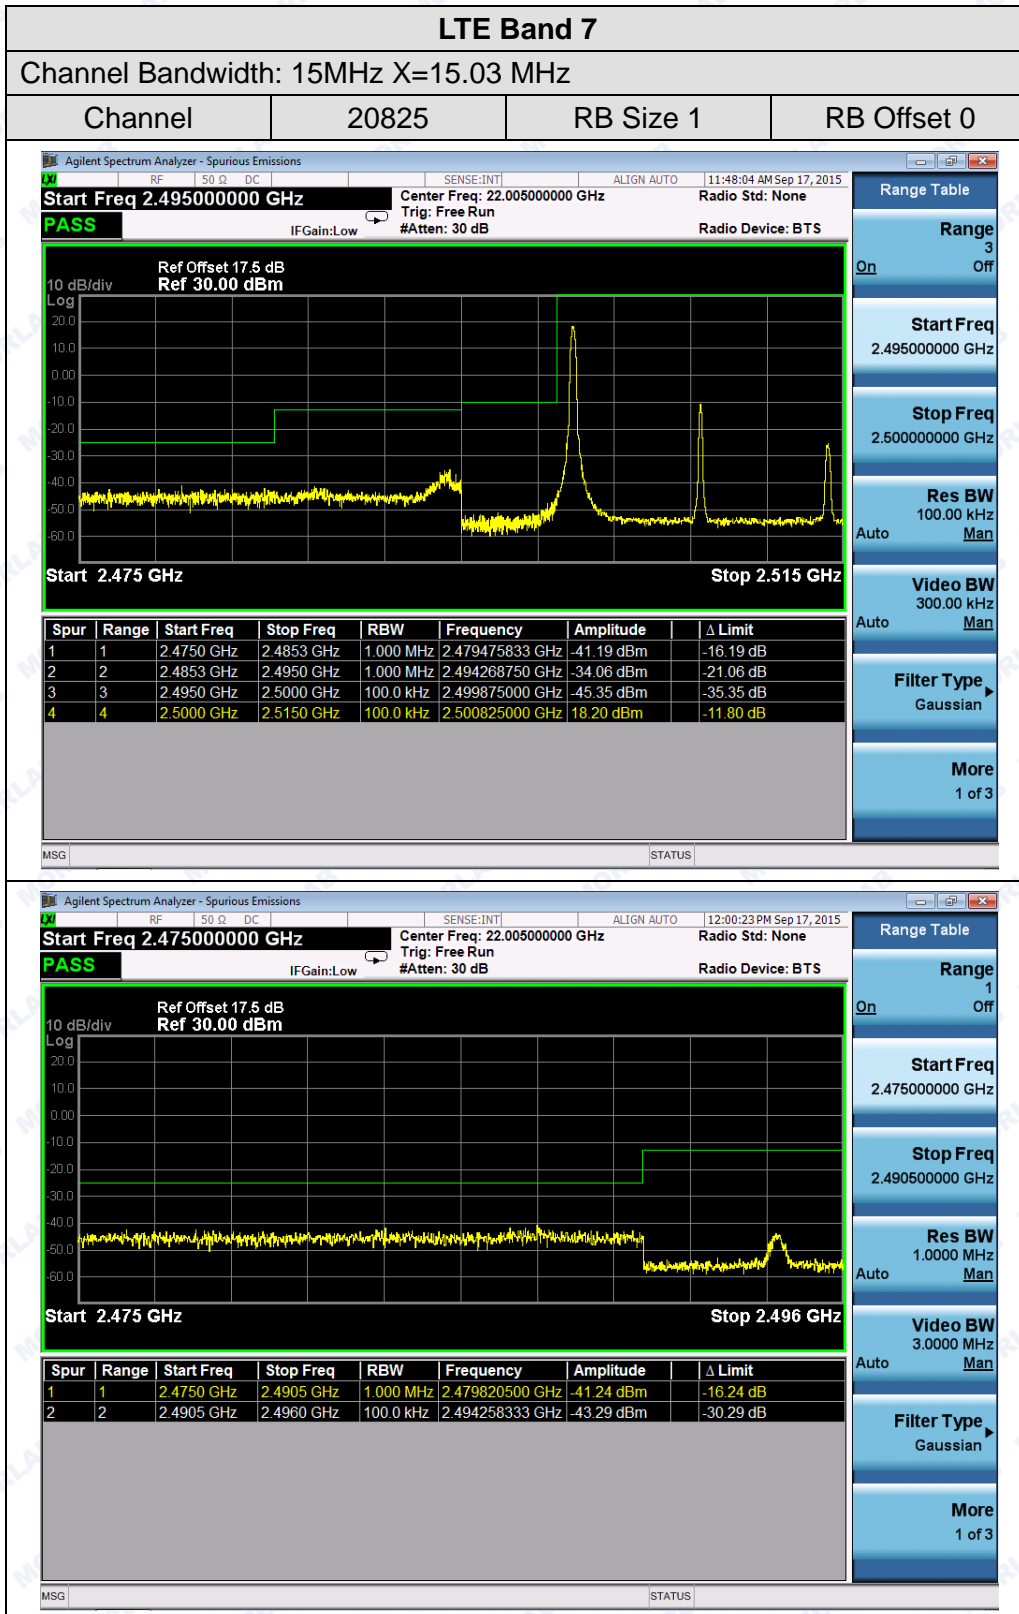 LTE Band 7
Channel Bandwidth: 15MHz X=15.03 MHz
Channel 20825 RB Size 1 RB Offset 0
Agilent Spectrum Analyzer - Spurious Emissions
LXI RF 50 Ω DC SENSE:INT ALIGN AUTO 11:48:04 AM Sep 17, 2015
Start Freq 2.495000000 GHz
Center Freq: 22.005000000 GHz
Radio Std: None
Trig: Free Run
PASS
IFGain:Low
#Atten: 30 dB
Radio Device: BTS
Ref Offset 17.5 dB
10 dB/div Ref 30.00 dBm
Log
20.0
10.0
0.00
-10.0
-20.0
-30.0
-40.0
-50.0
-60.0
Start 2.475 GHz Stop 2.515 GHz
Spur Range Start Freq Stop Freq RBW Frequency Amplitude Δ Limit
1 1 2.4750 GHz 2.4853 GHz 1.000 MHz 2.479475833 GHz -41.19 dBm -16.19 dB
2 2 2.4853 GHz 2.4950 GHz 1.000 MHz 2.494268750 GHz -34.06 dBm -21.06 dB
3 3 2.4950 GHz 2.5000 GHz 100.0 kHz 2.499875000 GHz -45.35 dBm -35.35 dB
4 4 2.5000 GHz 2.5150 GHz 100.0 kHz 2.500825000 GHz 18.20 dBm -11.80 dB
MSG STATUS
Range Table
Range
3
On Off
Start Freq
2.495000000 GHz
Stop Freq
2.500000000 GHz
Res BW
100.00 kHz
Auto Man
Video BW
300.00 kHz
Auto Man
Filter Type
Gaussian
More
1 of 3
Agilent Spectrum Analyzer - Spurious Emissions
LXI RF 50 Ω DC SENSE:INT ALIGN AUTO 12:00:23 PM Sep 17, 2015
Start Freq 2.475000000 GHz
Center Freq: 22.005000000 GHz
Radio Std: None
Trig: Free Run
PASS
IFGain:Low
#Atten: 30 dB
Radio Device: BTS
Ref Offset 17.5 dB
10 dB/div Ref 30.00 dBm
Log
20.0
10.0
0.00
-10.0
-20.0
-30.0
-40.0
-50.0
-60.0
Start 2.475 GHz Stop 2.496 GHz
Spur Range Start Freq Stop Freq RBW Frequency Amplitude Δ Limit
1 1 2.4750 GHz 2.4905 GHz 1.000 MHz 2.479820500 GHz -41.24 dBm -16.24 dB
2 2 2.4905 GHz 2.4960 GHz 100.0 kHz 2.494258333 GHz -43.29 dBm -30.29 dB
MSG STATUS
Range Table
Range
1
On Off
Start Freq
2.475000000 GHz
Stop Freq
2.490500000 GHz
Res BW
1.0000 MHz
Auto Man
Video BW
3.0000 MHz
Auto Man
Filter Type
Gaussian
More
1 of 3